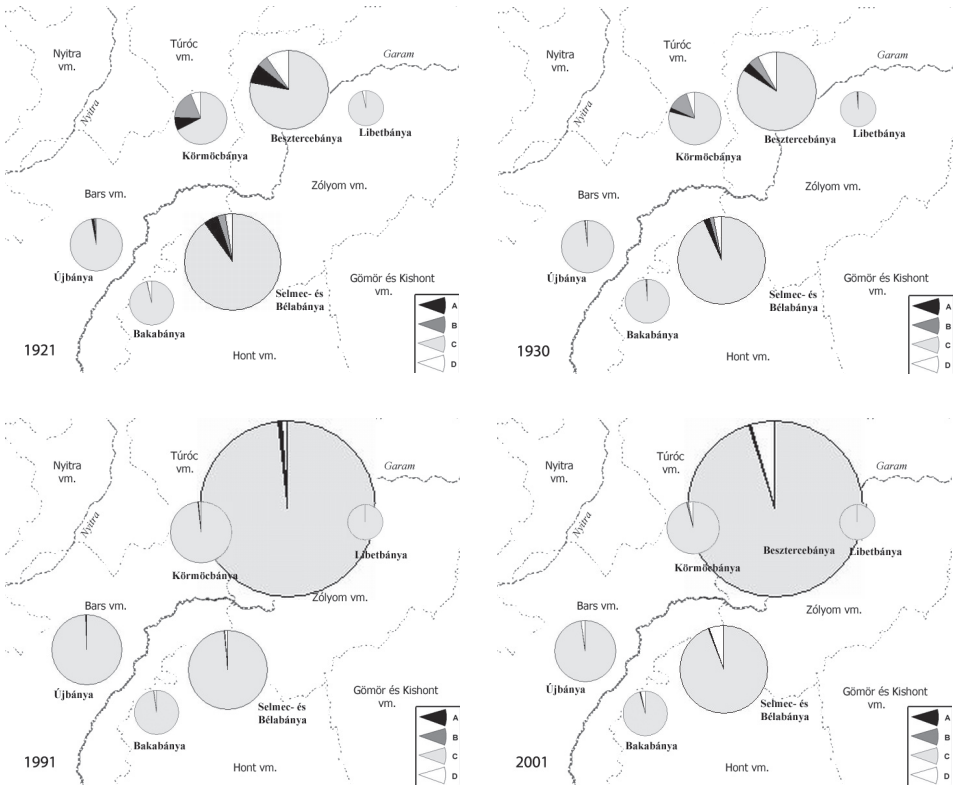 Nyitra
vm.
Túróc
vm.
Garam
Nyitra
Libetbánya
Besztercebánya
Körmöcbánya
Bars vm.
Zólyom vm.
Újbánya
Gömör és Kishont
vm.
Selmec- és
Bélabánya
Bakabánya
Hont vm.
1921
A
B
C
D
Nyitra
vm.
Túróc
vm.
Garam
Nyitra
Libetbánya
Besztercebánya
Körmöcbánya
Bars vm.
Zólyom vm.
Újbánya
Gömör és Kishont
vm.
Selmec- és
Bélabánya
Bakabánya
Hont vm.
1930
A
B
C
D
Nyitra
vm.
Túróc
vm.
Garam
Nyitra
Libetbánya
Körmöcbánya
Bars vm.
Zólyom vm.
Újbánya
Gömör és Kishont
vm.
Selmec- és
Bélabánya
Bakabánya
Hont vm.
1991
A
B
C
D
Nyitra
vm.
Túróc
vm.
Garam
Nyitra
Besztercebánya
Libetbánya
Körmöcbánya
Bars vm.
Zólyom vm.
Újbánya
Gömör és Kishont
vm.
Selmec- és
Bélabánya
Bakabánya
Hont vm.
2001
A
B
C
D